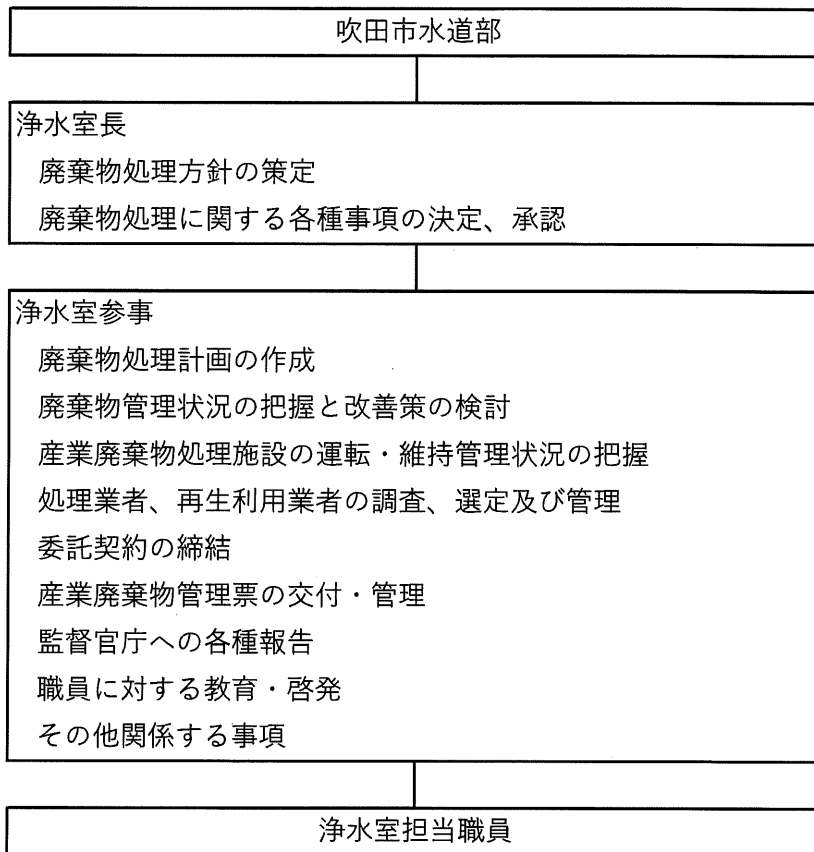 吹田市水道部
浄水室長
廃棄物処理方針の策定
廃棄物処理に関する各種事項の決定、承認
浄水室参事
廃棄物処理計画の作成
廃棄物管理状況の把握と改善策の検討
産業廃棄物処理施設の運転・維持管理状況の把握
処理業者、再生利用業者の調査、選定及び管理
委託契約の締結
産業廃棄物管理票の交付・管理
監督官庁への各種報告
職員に対する教育・啓発
その他関係する事項
浄水室担当職員